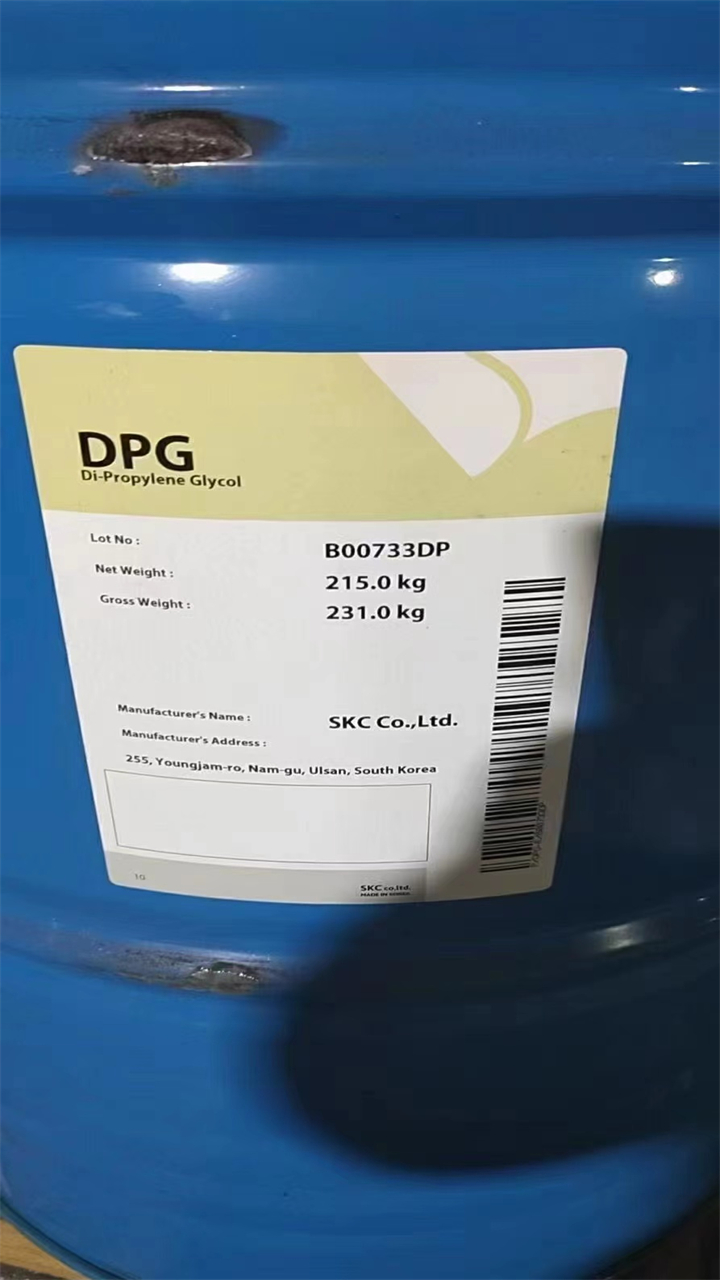 DPG
Di-Propylene Glycol
Lot No : B00733DP
Net Weight : 215.0 kg
Gross Weight : 231.0 kg
Manufacturer's Name : SKC Co.,Ltd.
Manufacturer's Address :
255, Youngjam-ro, Nam-gu, Ulsan, South Korea
SKC co.,ltd.
MADE IN KOREA